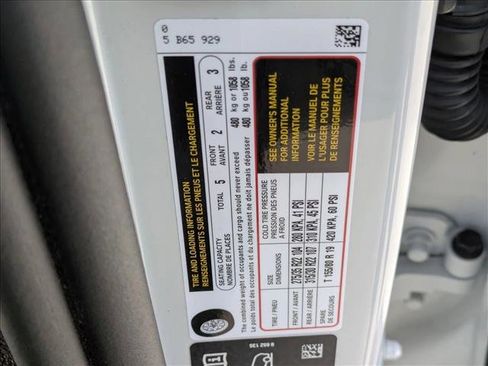 0
5 B65 929
TIRE AND LOADING INFORMATION
RENSEIGNEMENTS SUR LES PNEUS ET LE CHARGEMENT
SEATING CAPACITY TOTAL 5 FRONT 2 REAR 3
NOMBRE DE PLACES AVANT ARRIÈRE
The combined weight of occupants and cargo should never exceed 480 kg or 1058 lbs.
Le poids total des occupants et du chargement ne doit jamais dépasser 480 kg ou 1058 lb.
TIRE / PNEU
SIZE
DIMENSIONS
COLD TIRE PRESSURE
PRESSION DES PNEUS
A FROID
FRONT / AVANT 275/35 R22 104 280 KPA, 41 PSI
REAR / ARRIÈRE 315/30 R22 107 310 KPA, 45 PSI
SPARE
DE SECOURS
T 155/80 R 19 420 KPA, 60 PSI
SEE OWNER'S MANUAL
FOR ADDITIONAL
INFORMATION
VOIR LE MANUEL DE
L'USAGER POUR PLUS
DE RENSEIGNEMENTS